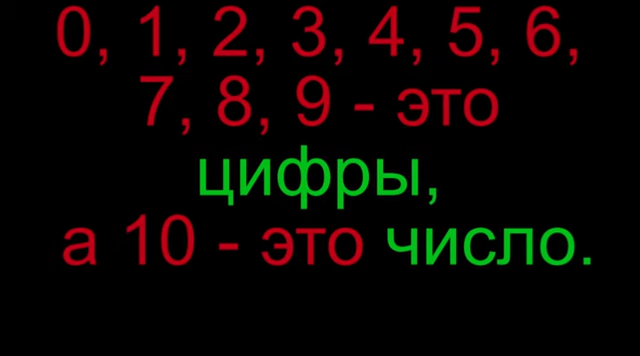 0, 1, 2, 3, 4, 5, 6,
7, 8, 9 - это
цифры,
а 10 - это число.